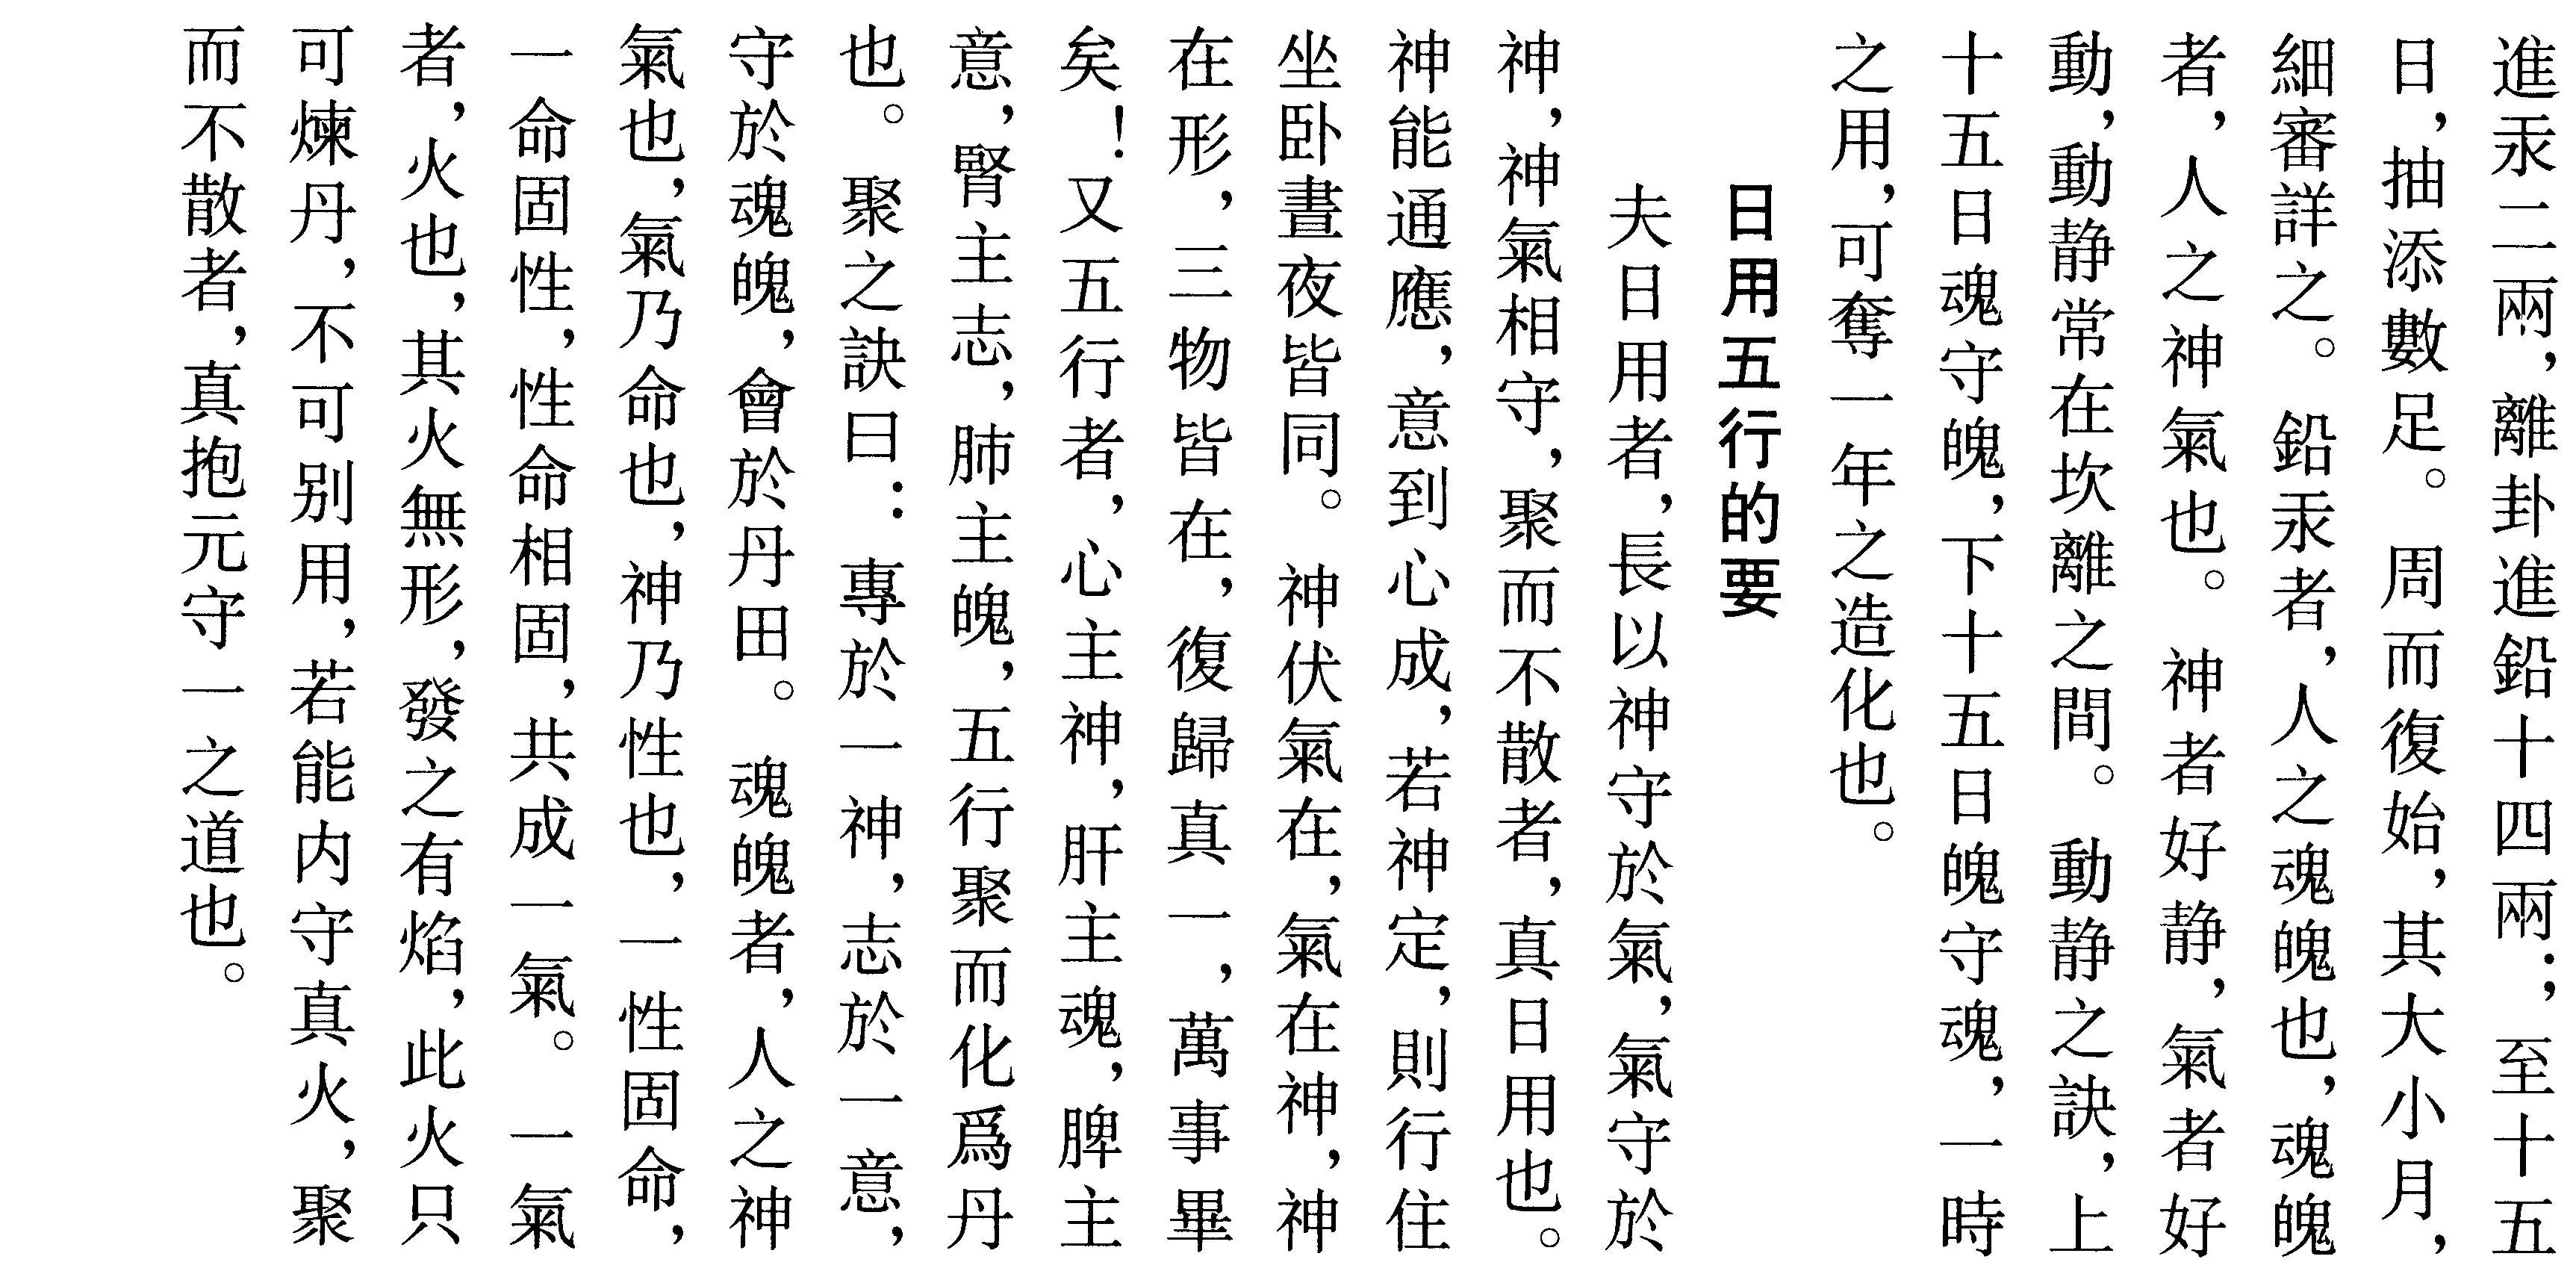 進汞二兩，離卦進鉛十四兩；至十五
日，抽添數足。周而復始，其大小月，
細審詳之。鉛汞者，人之魂魄也，魂魄
者，人之神氣也。神者好静，氣者好
動，動静常在坎離之間。動静之訣，上
十五日魂守魄，下十五日魄守魂，一時
之用，可奪一年之造化也。
日用五行的要
夫日用者，長以神守於氣，氣守於
神，神氣相守，聚而不散者，真日用也。
神能通應，意到心成，若神定，則行住
坐卧晝夜皆同。神伏氣在，氣在神，神
在形，三物皆在，復歸真一，萬事畢
矣！又五行者，心主神，肝主魂，脾主
意，腎主志，肺主魄，五行聚而化爲丹
也。聚之訣曰：專於一神，志於一意，
守於魂魄，會於丹田。魂魄者，人之神
氣也，氣乃命也，神乃性也，一性固命，
一命固性，性命相固，共成一氣。一氣
者，火也，其火無形，發之有焰，此火只
可煉丹，不可别用，若能内守真火，聚
而不散者，真抱元守一之道也。